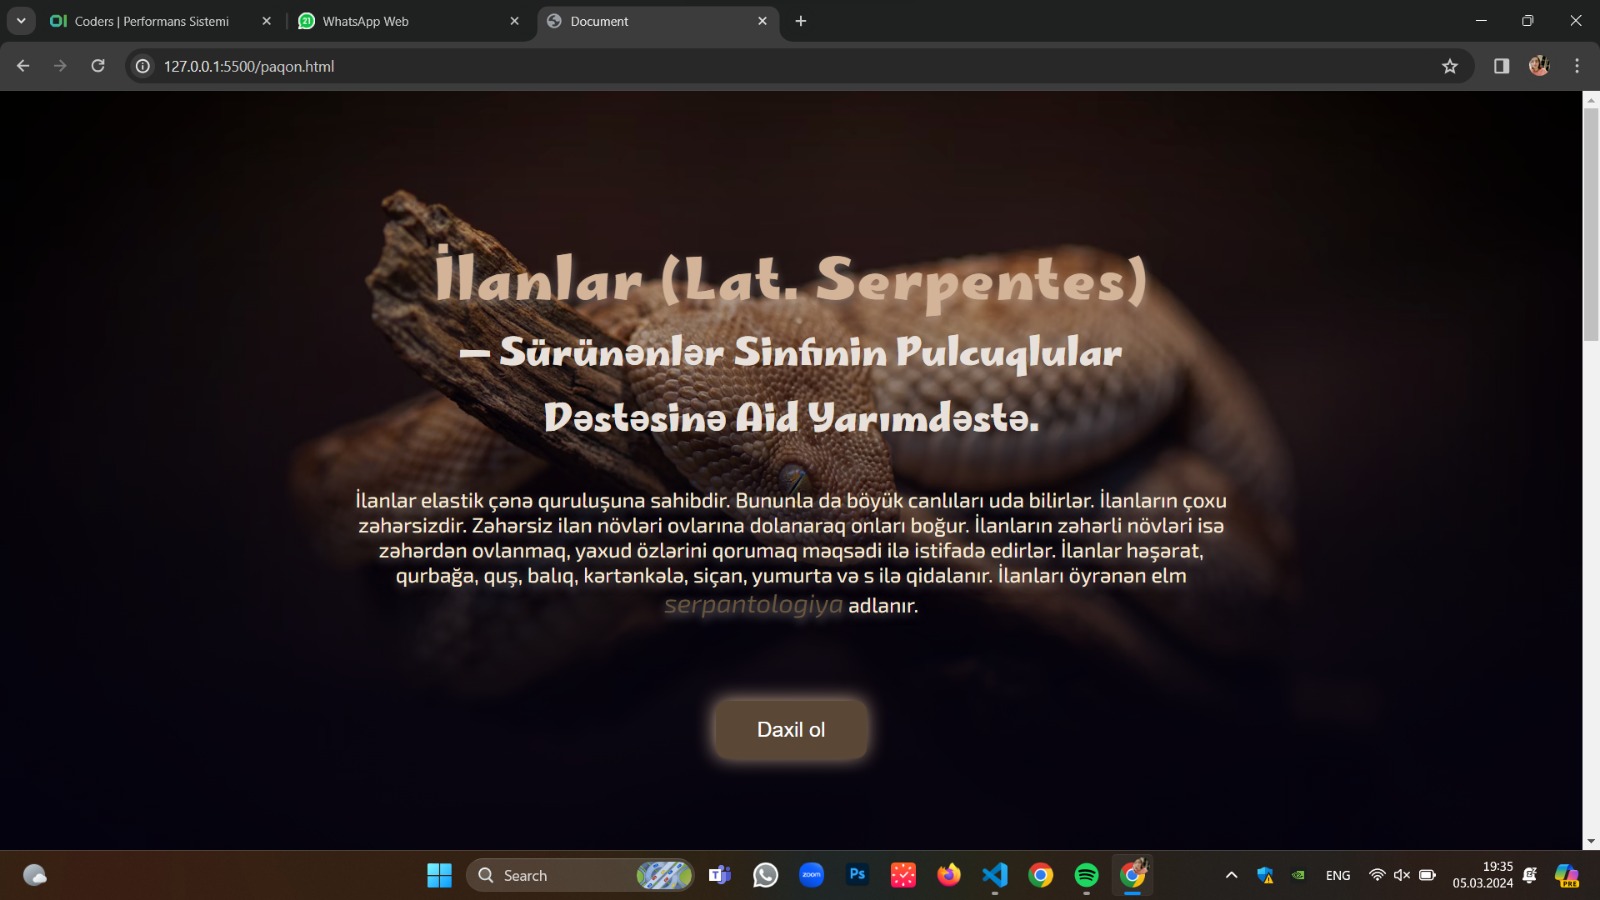 Coders | Performans Sistemi
21
WhatsApp Web
Document
127.0.0.1:5500/paqon.html
İlanlar (Lat. Serpentes)
— Sürünənlər Sinfinin Pulcuqlular
Dəstəsinə Aid Yarımdəstə.
İlanlar elastik çənə quruluşuna sahibdir. Bununla da böyük canlıları uda bilirlər. İlanların çoxu
zəhərsizdir. Zəhərsiz ilan növləri ovlarına dolanaraq onları boğur. İlanların zəhərli növləri isə
zəhərdən ovlanmaq, yaxud özlərini qorumaq məqsədi ilə istifadə edirlər. İlanlar həşərat,
qurbağa, quş, balıq, kərtənkələ, siçan, yumurta və s ilə qidalanır. İlanları öyrənən elm
serpantologiya adlanır.
Daxil ol
Search
zoom
Ps
ENG
19:35
05.03.2024
PRE